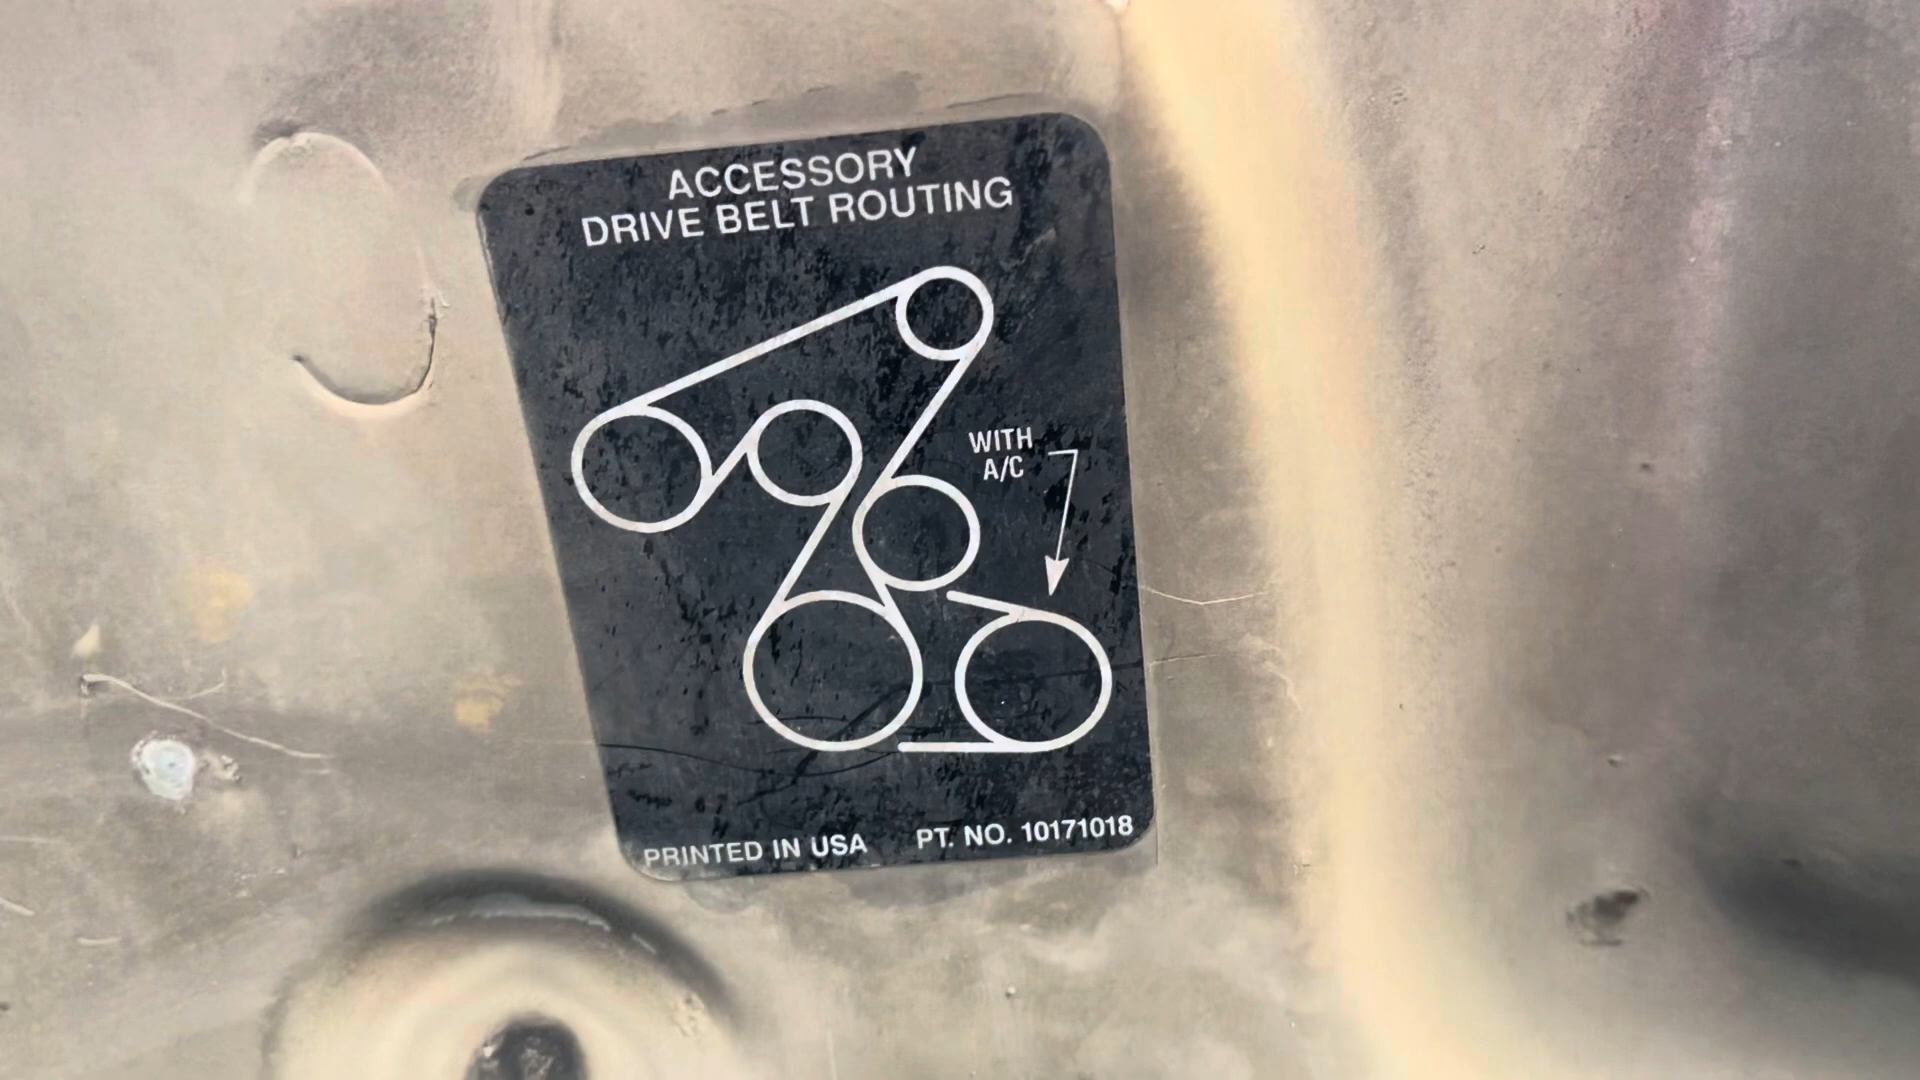 ACCESSORY
DRIVE BELT ROUTING
WITH
A/C
PRINTED IN USA PT. NO. 10171018